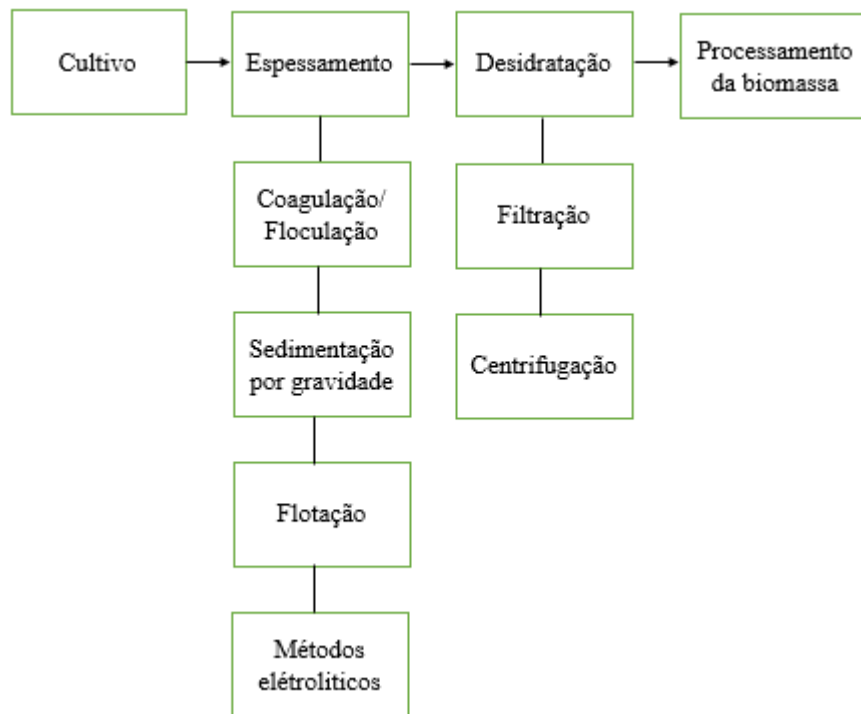 Cultivo
Espessamento
Desidratação
Processamento
da biomassa
Coagulação/
Floculação
Filtração
Sedimentação
por gravidade
Centrifugação
Flotação
Métodos
elétroliticos